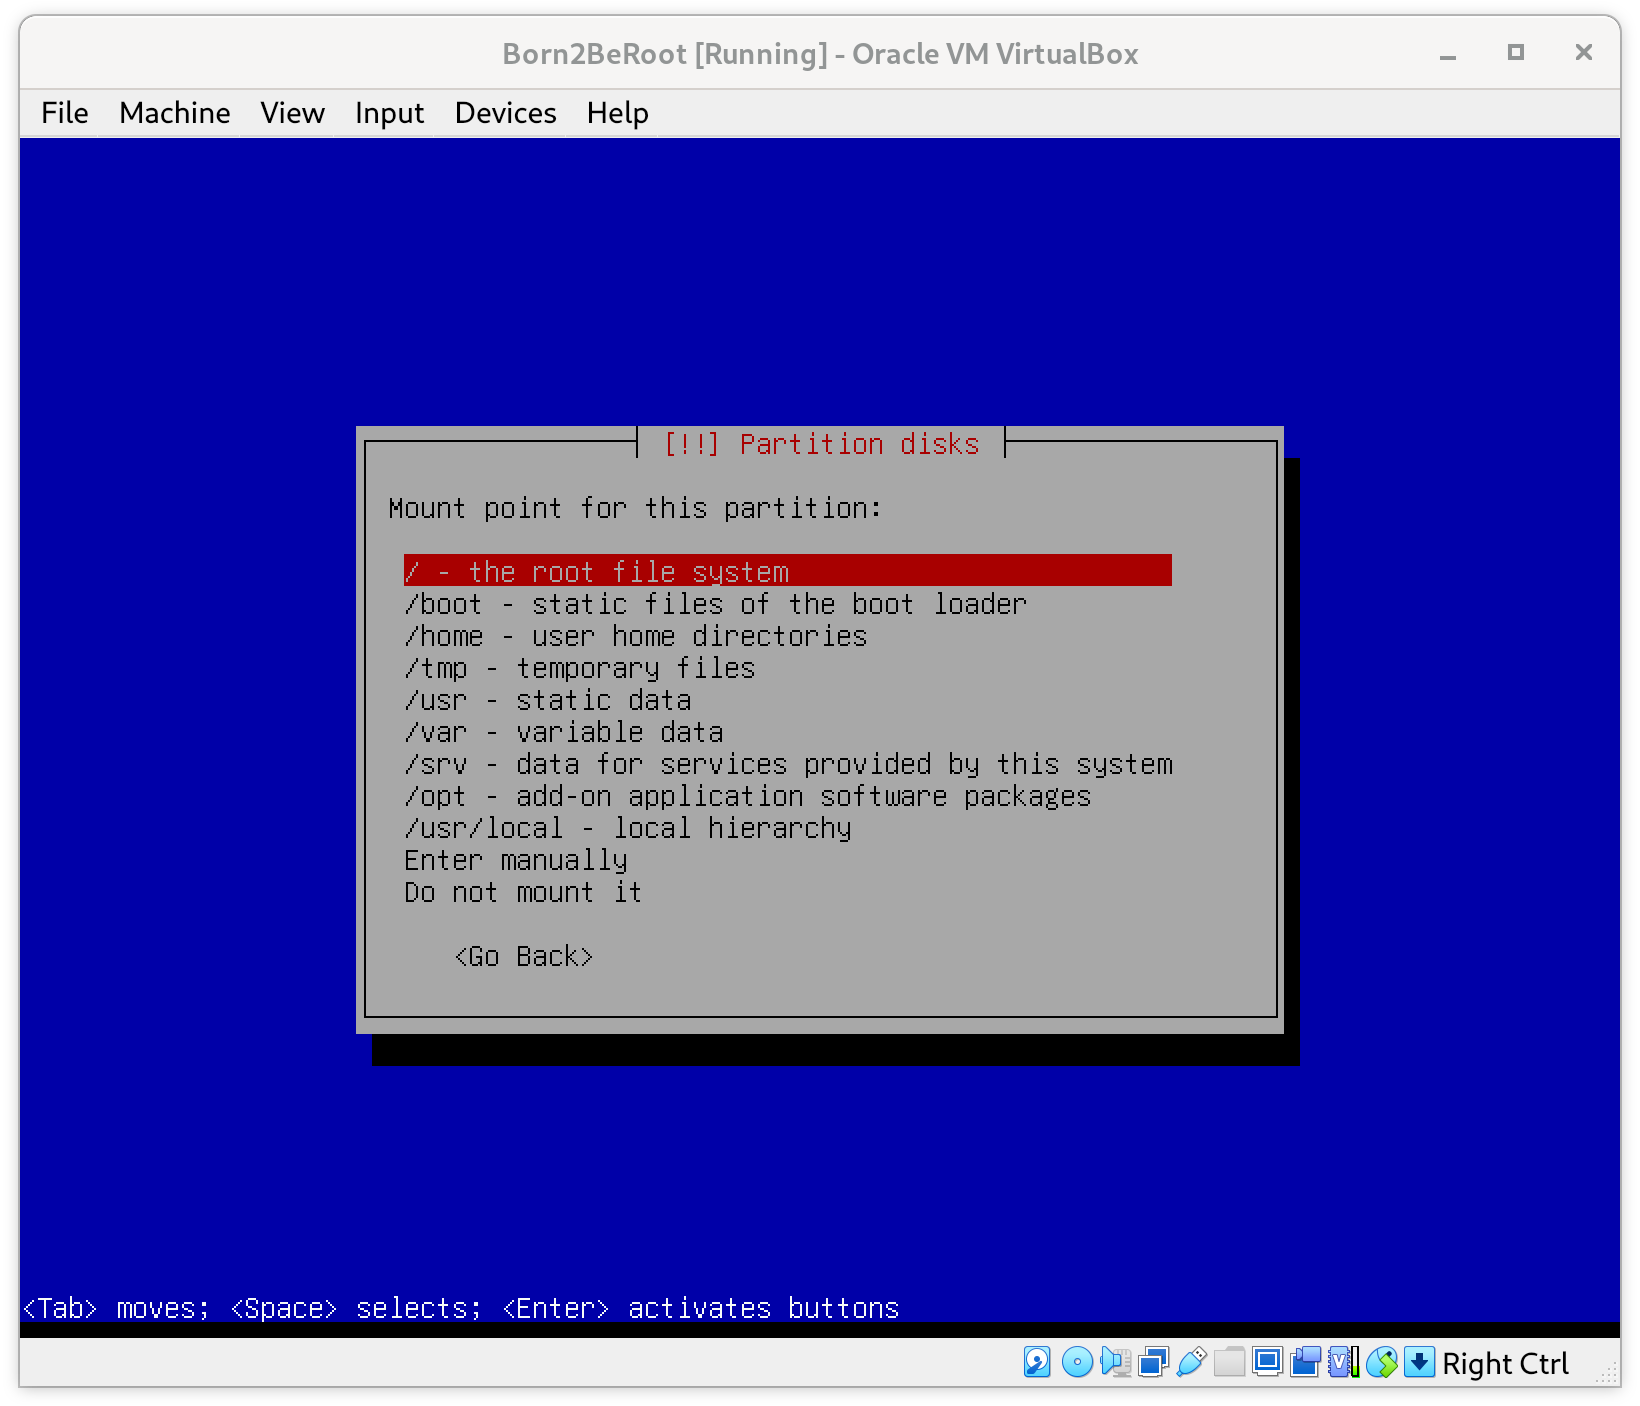 Born2BeRoot [Running] - Oracle VM VirtualBox
File Machine View Input Devices Help
[!!] Partition disks
Mount point for this partition:
/ - the root file system
/boot - static files of the boot loader
/home - user home directories
/tmp - temporary files
/usr - static data
/var - variable data
/srv - data for services provided by this system
/opt - add-on application software packages
/usr/local - local hierarchy
Enter manually
Do not mount it
<Go Back>
<Tab> moves; <Space> selects; <Enter> activates buttons
Right Ctrl